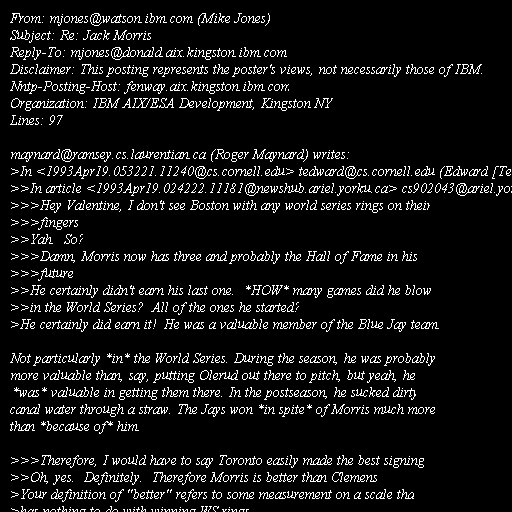 From: mjones@watson.ibm.com (Mike Jones)
Subject: Re: Jack Morris
Reply-To: mjones@donald.aix.kingston.ibm.com
Disclaimer: This posting represents the poster's views, not necessarily those of IBM.
Nntp-Posting-Host: fenway.aix.kingston.ibm.com
Organization: IBM AIX/ESA Development, Kingston NY
Lines: 97

maynard@ramsey.cs.laurentian.ca (Roger Maynard) writes:
>In <1993Apr19.053221.11240@cs.cornell.edu> tedward@cs.cornell.edu (Edward [Te
>>In article <1993Apr19.024222.11181@newshub.ariel.yorku.ca> cs902043@ariel.yo
>>>Hey Valentine, I don't see Boston with any world series rings on their
>>>fingers
>>Yah.  So?
>>>Damn, Morris now has three and probably the Hall of Fame in his
>>>future
>>He certainly didn't earn his last one.  *HOW* many games did he blow
>>in the World Series?  All of the ones he started?
>He certainly did earn it!  He was a valuable member of the Blue Jay team.

Not particularly *in* the World Series. During the season, he was probably
more valuable than, say, putting Olerud out there to pitch, but yeah, he
*was* valuable in getting them there. In the postseason, he sucked dirty
canal water through a straw. The Jays won *in spite* of Morris much more
than *because of* him.

>>>Therefore, I would have to say Toronto easily made the best signing
>>Oh, yes.  Definitely.  Therefore Morris is better than Clemens
>Your definition of "better" refers to some measurement on a scale tha
>has nothing to do with winning WS rings